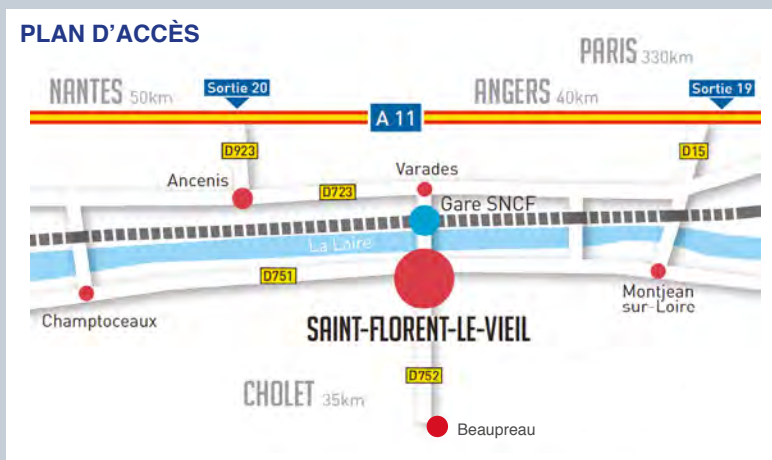 PLAN D'ACCÈS
PARIS 330km
NANTES 50km
Sortie 20
ANGERS 40km
Sortie 19
A 11
D923
D15
Ancenis
D723
Varades
Gare SNCF
La Loire
D751
Champtoceaux
Montjean
sur-Loire
SAINT-FLORENT-LE-VIEIL
D752
CHOLET 35km
Beaupreau